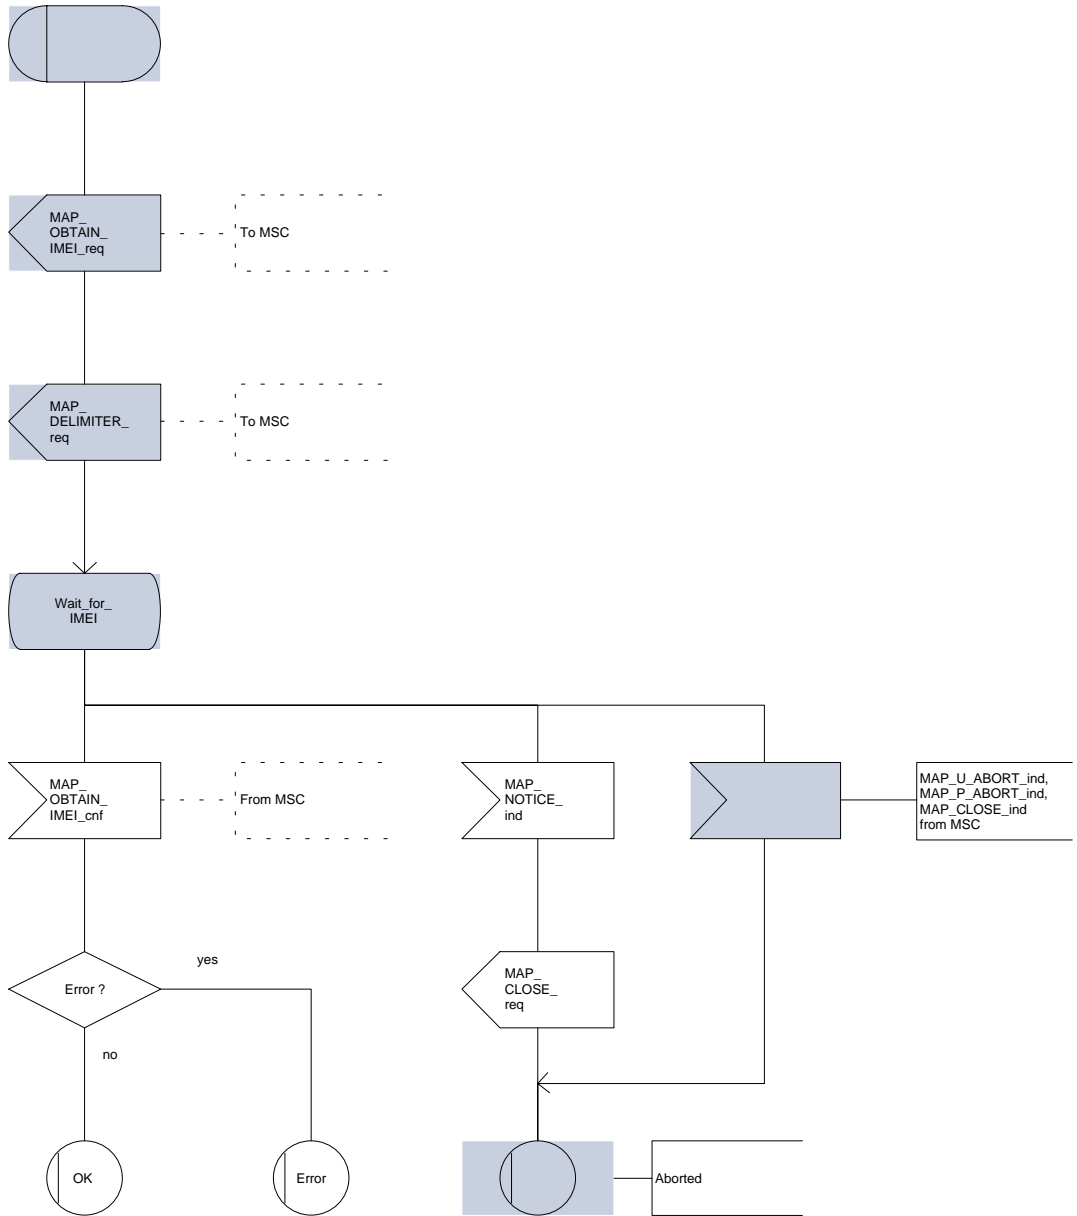 MAP_
OBTAIN_
IMEI_req
To MSC
MAP_
DELIMITER_
req
To MSC
Wait_for_
IMEI
MAP_
OBTAIN_
IMEI_cnf
From MSC
MAP_
NOTICE_
ind
MAP_U_ABORT_ind,
MAP_P_ABORT_ind,
MAP_CLOSE_ind
from MSC
Error ?
yes
no
MAP_
CLOSE_
req
OK
Error
Aborted